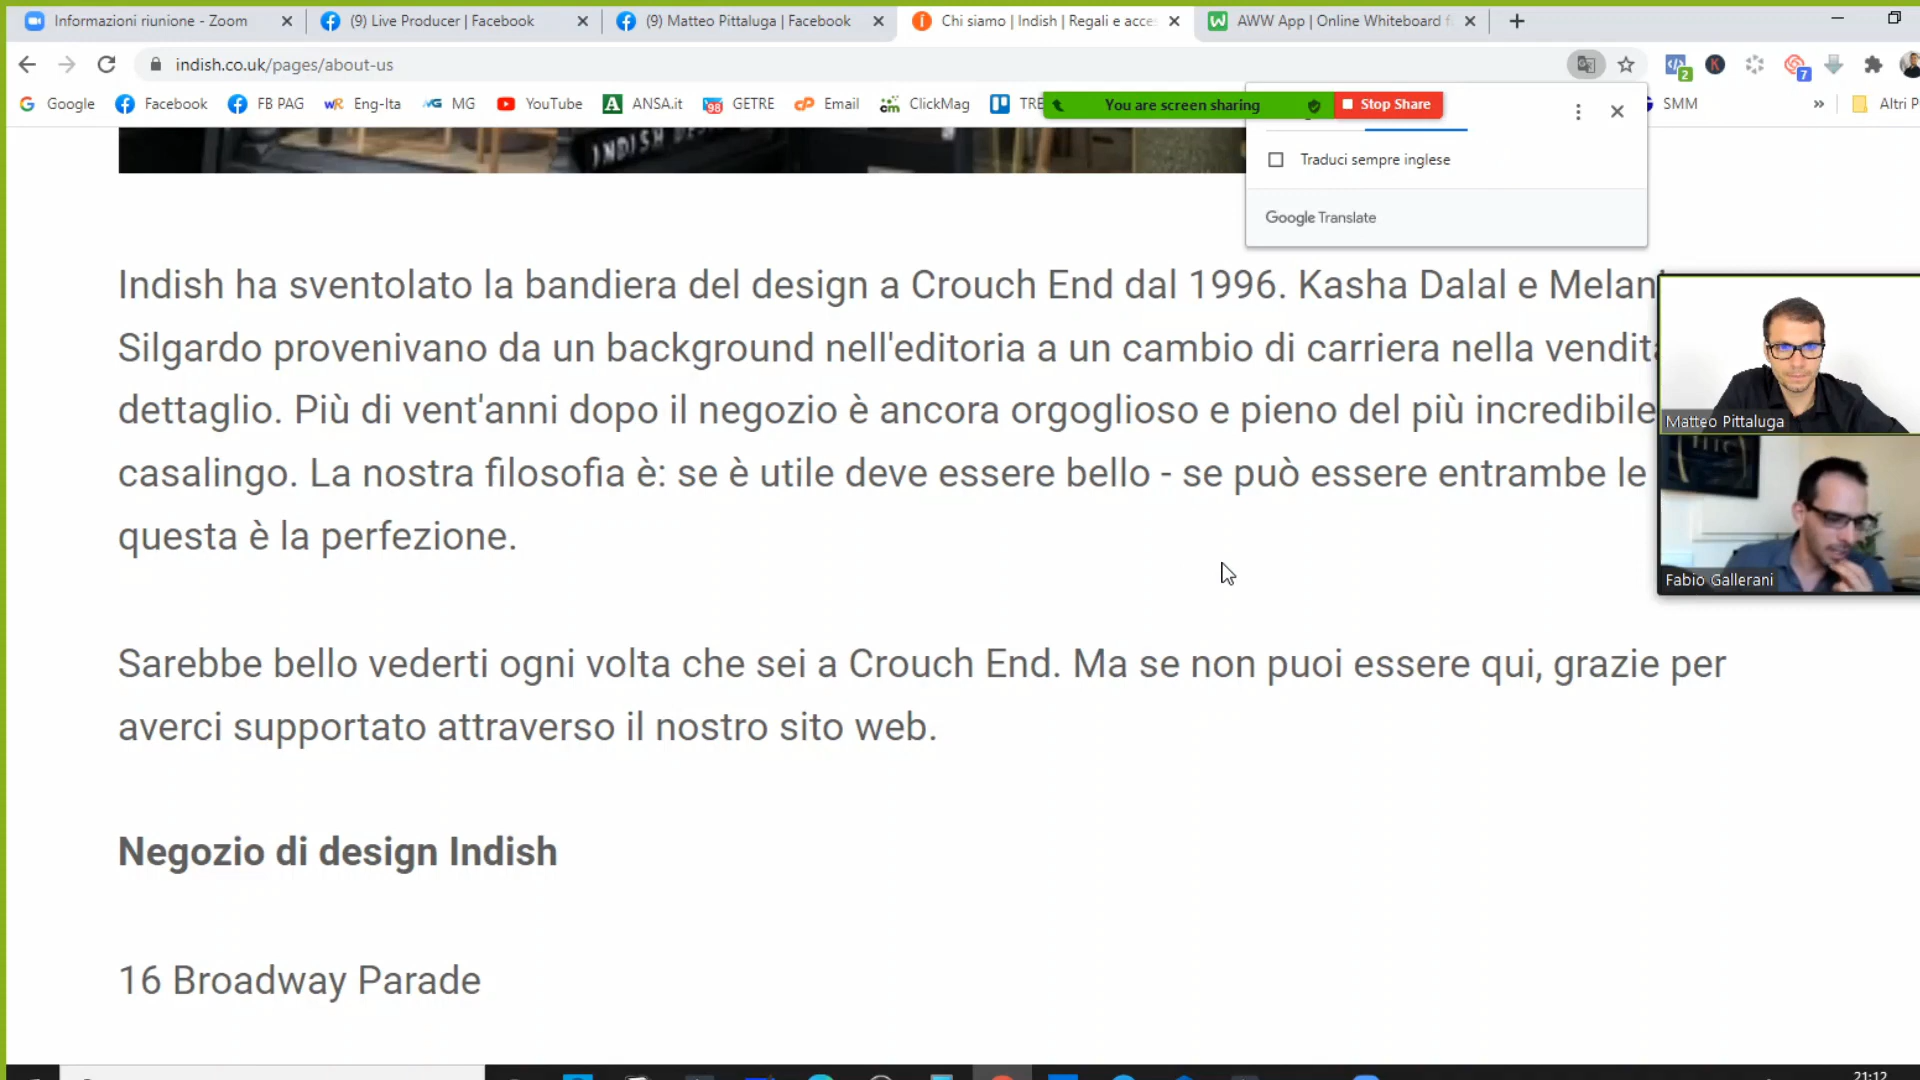 Informazioni riunione - Zoom
(9) Live Producer | Facebook
(9) Matteo Pittaluga | Facebook
Chi siamo | Indish | Regali e acce
AWW App | Online Whiteboard f
indish.co.uk/pages/about-us
2
K
7
Google
Facebook
FB PAG
Eng-Ita
MG
YouTube
ANSA.it
GETRE
Email
ClickMag
TRE
You are screen sharing
Stop Share
SMM
»
Altri P
INDISH
Traduci sempre inglese
Google Translate
Indish ha sventolato la bandiera del design a Crouch End dal 1996. Kasha Dalal e Melani
Silgardo provenivano da un background nell'editoria a un cambio di carriera nella vendita
dettaglio. Più di vent'anni dopo il negozio è ancora orgoglioso e pieno del più incredibile
casalingo. La nostra filosofia è: se è utile deve essere bello - se può essere entrambe le
questa è la perfezione.
Matteo Pittaluga
Fabio Gallerani
Sarebbe bello vederti ogni volta che sei a Crouch End. Ma se non puoi essere qui, grazie per
averci supportato attraverso il nostro sito web.
Negozio di design Indish
16 Broadway Parade
21:12